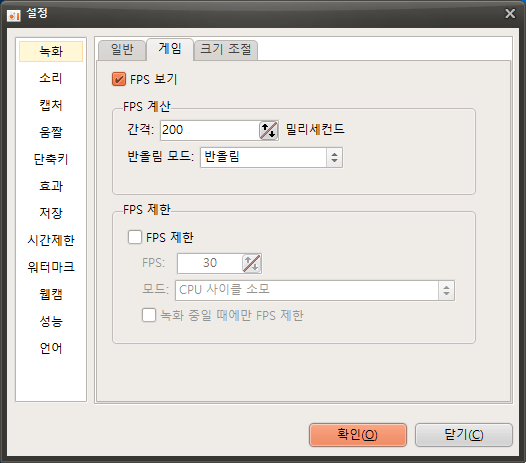 설정
녹화
소리
캡처
움짤
단축키
효과
저장
시간제한
워터마크
웹캠
성능
언어
일반 게임 크기 조절
FPS 보기
FPS 계산
간격: 200 밀리세컨드
반올림 모드: 반올림
FPS 제한
FPS 제한
FPS: 30
모드: CPU 사이클 소모
녹화 중일 때에만 FPS 제한
확인(O) 닫기(C)